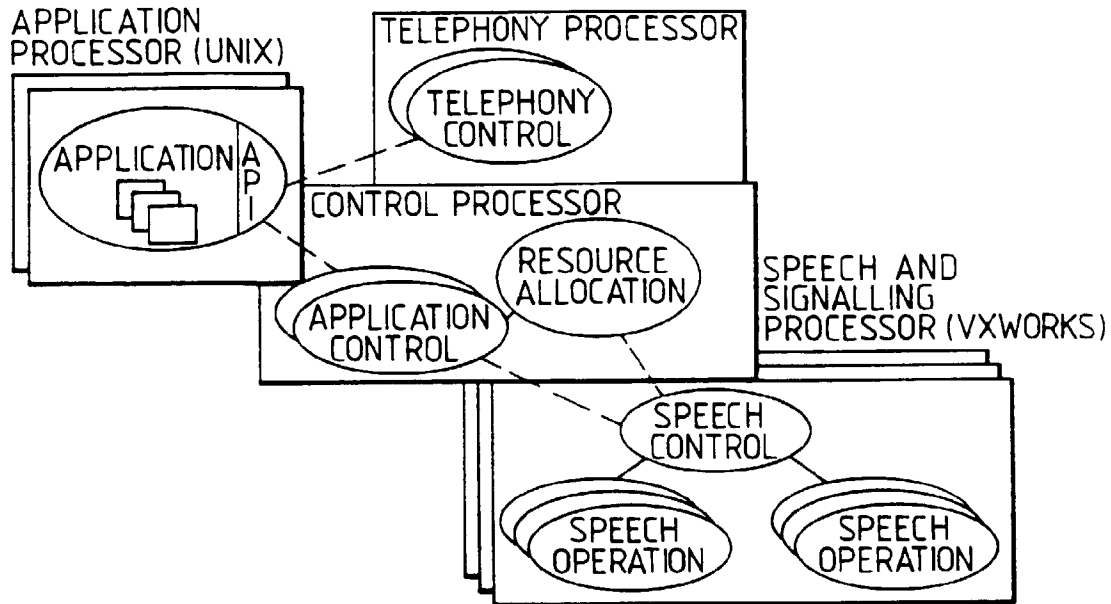 APPLICATION
PROCESSOR (UNIX)
TELEPHONY PROCESSOR
TELEPHONY
CONTROL
APPLICATION
API
CONTROL PROCESSOR
RESOURCE
ALLOCATION
APPLICATION
CONTROL
SPEECH AND
SIGNALLING
PROCESSOR (VXWORKS)
SPEECH
CONTROL
SPEECH
OPERATION
SPEECH
OPERATION